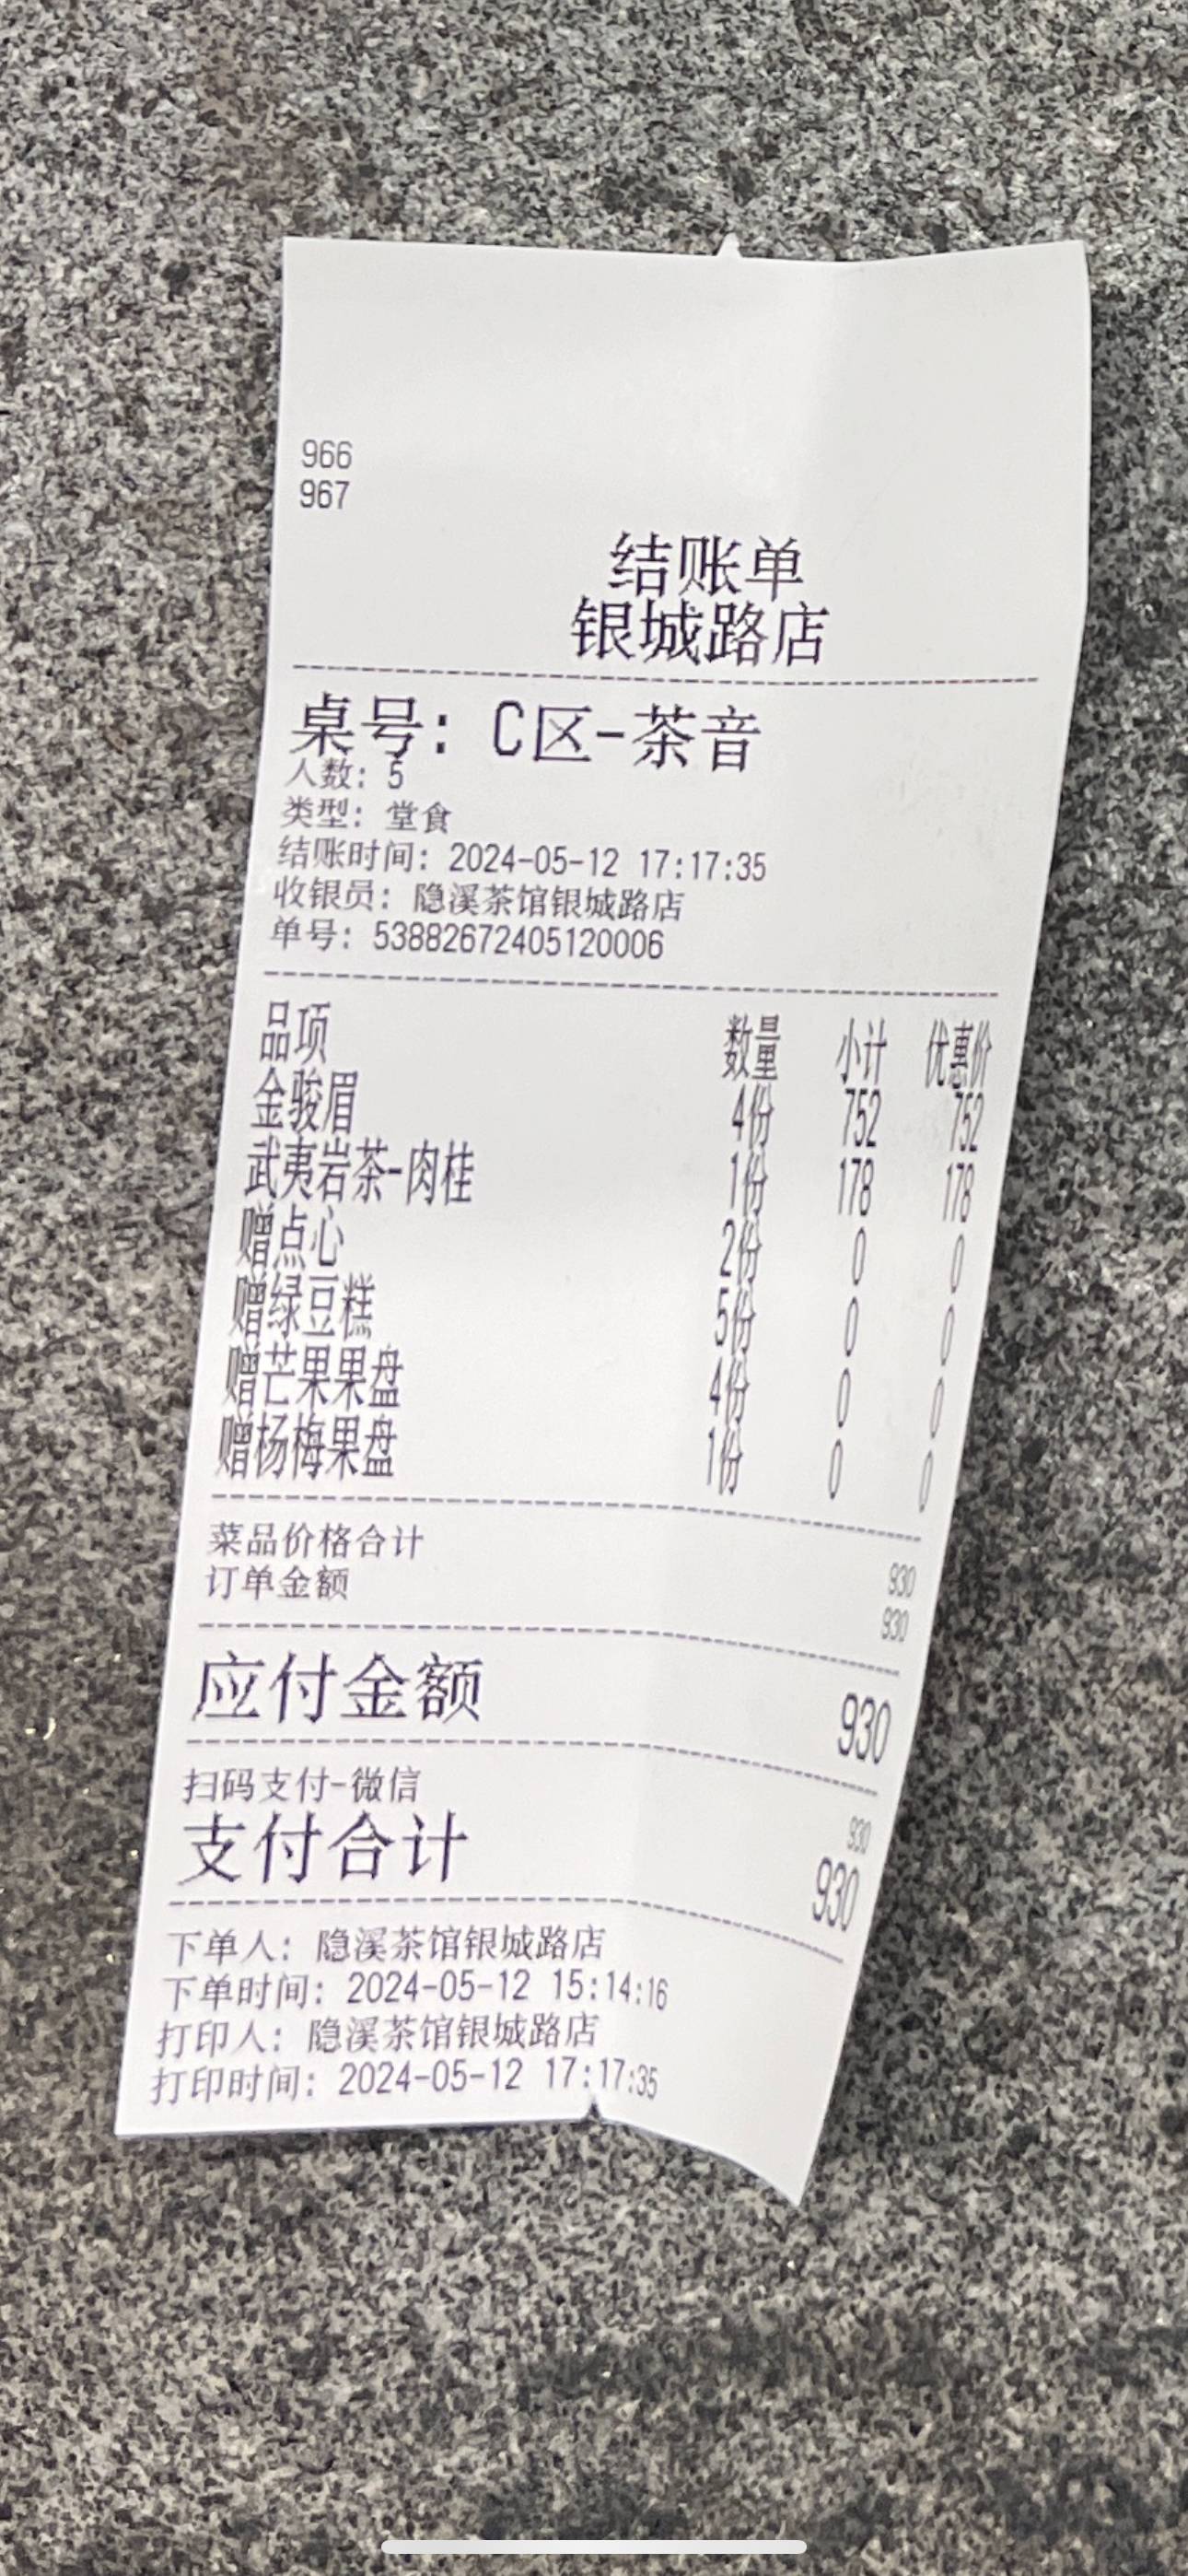 966
967
结账单
银城路店
桌号：C区-茶音
人数：5
类型：堂食
结账时间：2024-05-12 17:17:35
收银员：隐溪茶馆银城路店
单号：53882672405120006
品项 数量 小计 优惠价
金骏眉 4份 752 752
武夷岩茶-肉桂 1份 178 178
赠点心 2份 0 0
赠绿豆糕 5份 0 0
赠芒果果盘 4份 0 0
赠杨梅果盘 1份 0 0
菜品价格合计 930
订单金额 930
应付金额 930
扫码支付-微信 930
支付合计 930
下单人：隐溪茶馆银城路店
下单时间：2024-05-12 15:14:16
打印人：隐溪茶馆银城路店
打印时间：2024-05-12 17:17:35